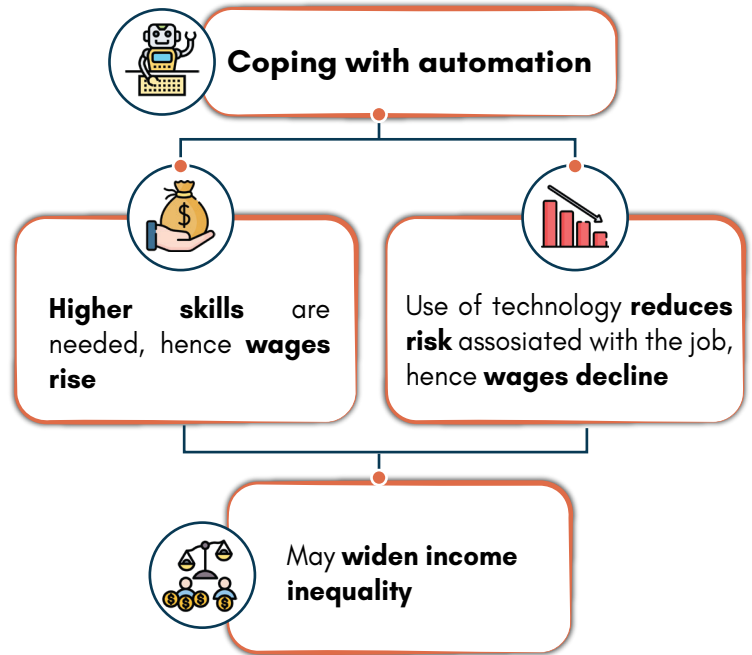 Coping with automation
$
Higher skills are
needed, hence wages
rise
Use of technology reduces
risk assosiated with the job,
hence wages decline
May widen income
inequality
$ $ $ $